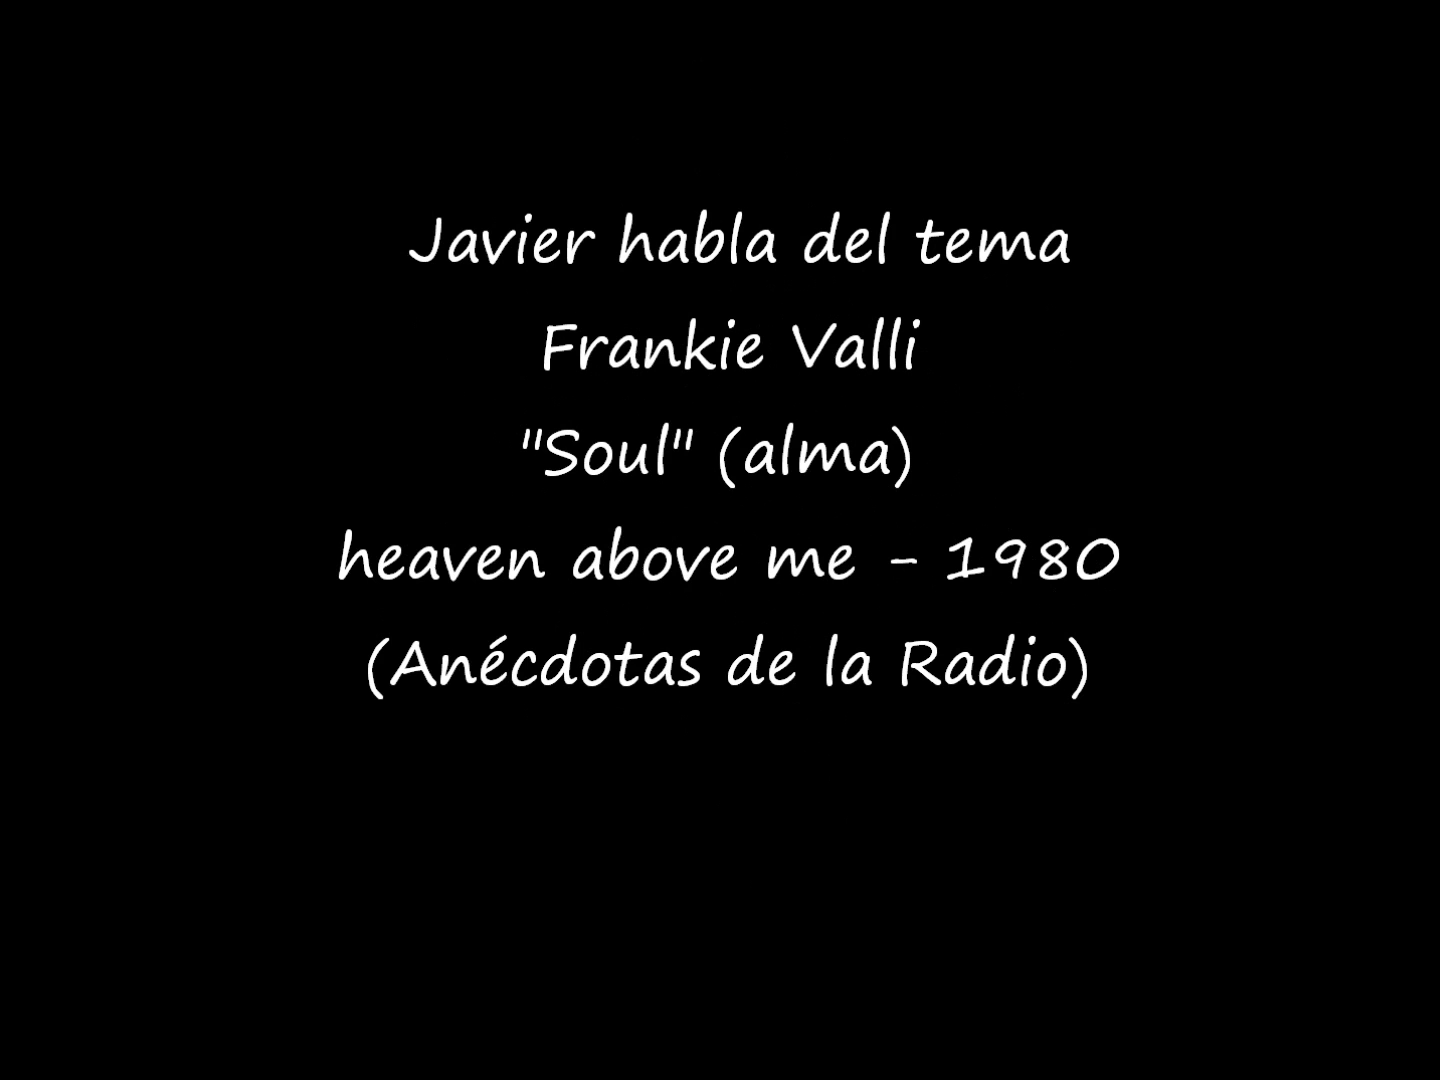 Javier habla del tema
Frankie Valli
"Soul" (alma)
heaven above me - 1980
(Anécdotas de la Radio)